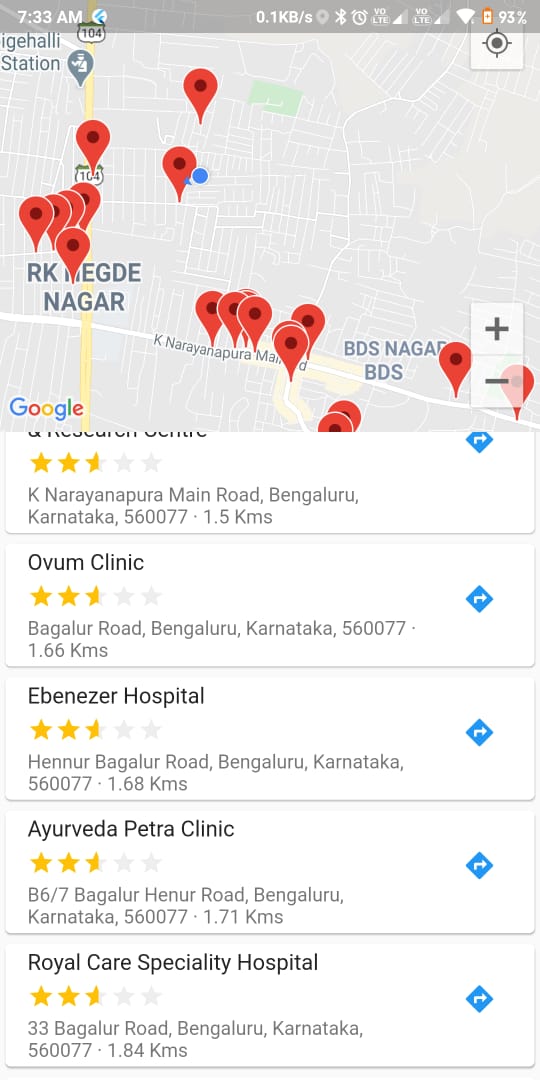 7:33 AM 0.1KB/s VO LTE VO LTE 93%
104
igehalli
Station
104
RK HEGDE
NAGAR
K Narayanapura Main Rd
BDS NAGAR
BDS
+
−
Google
& Research Centre
K Narayanapura Main Road, Bengaluru,
Karnataka, 560077 · 1.5 Kms
Ovum Clinic
Bagalur Road, Bengaluru, Karnataka, 560077 ·
1.66 Kms
Ebenezer Hospital
Hennur Bagalur Road, Bengaluru, Karnataka,
560077 · 1.68 Kms
Ayurveda Petra Clinic
B6/7 Bagalur Henur Road, Bengaluru,
Karnataka, 560077 · 1.71 Kms
Royal Care Speciality Hospital
33 Bagalur Road, Bengaluru, Karnataka,
560077 · 1.84 Kms